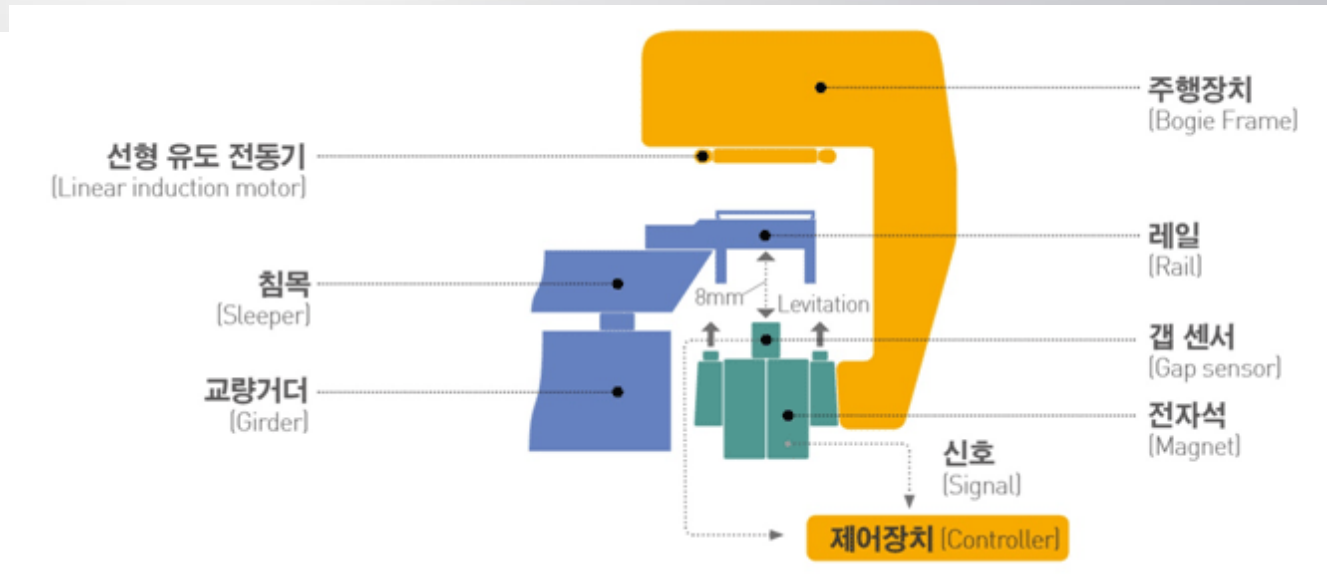 주행장치
(Bogie Frame)
선형 유도 전동기
(Linear induction motor)
레일
(Rail)
침목
(Sleeper)
8mm
Levitation
갭 센서
(Gap sensor)
교량거더
(Girder)
전자석
(Magnet)
신호
(Signal)
제어장치 (Controller)